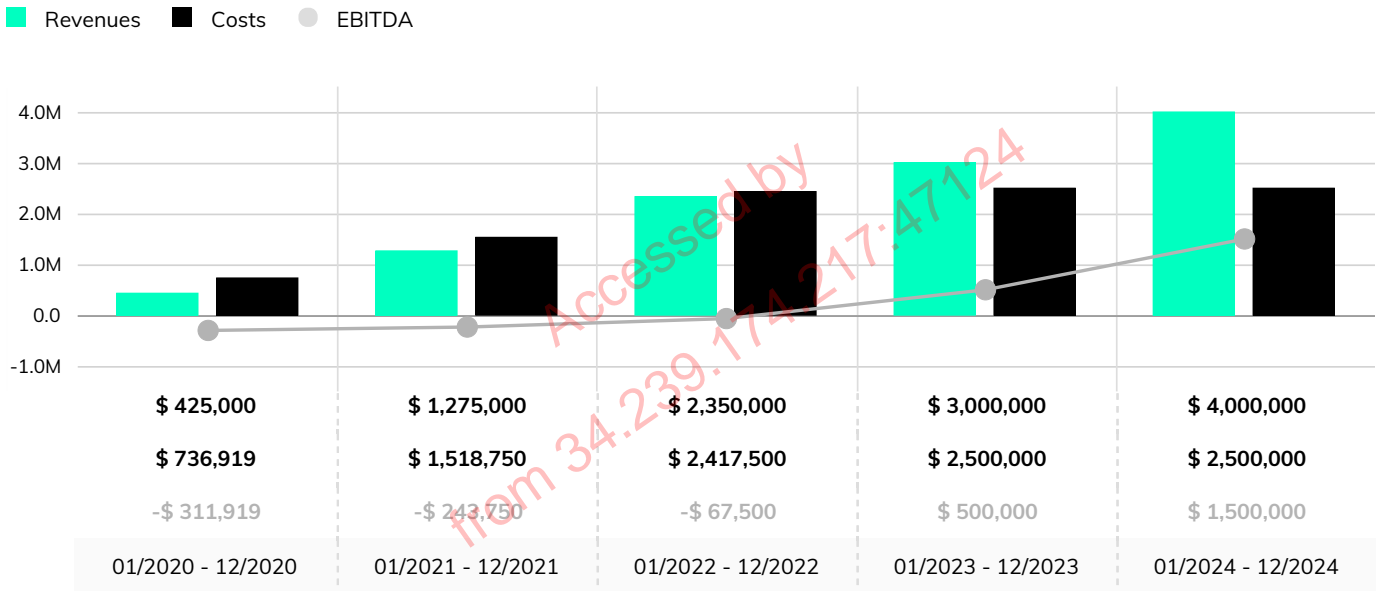 Revenues Costs EBITDA
4.0M
3.0M
2.0M
1.0M
0.0
-1.0M
$ 425,000 $ 1,275,000 $ 2,350,000 $ 3,000,000 $ 4,000,000
$ 736,919 $ 1,518,750 $ 2,417,500 $ 2,500,000 $ 2,500,000
-$ 311,919 -$ 243,750 -$ 67,500 $ 500,000 $ 1,500,000
01/2020 - 12/2020 01/2021 - 12/2021 01/2022 - 12/2022 01/2023 - 12/2023 01/2024 - 12/2024
Accessed by
from 34.239.174.217:47124